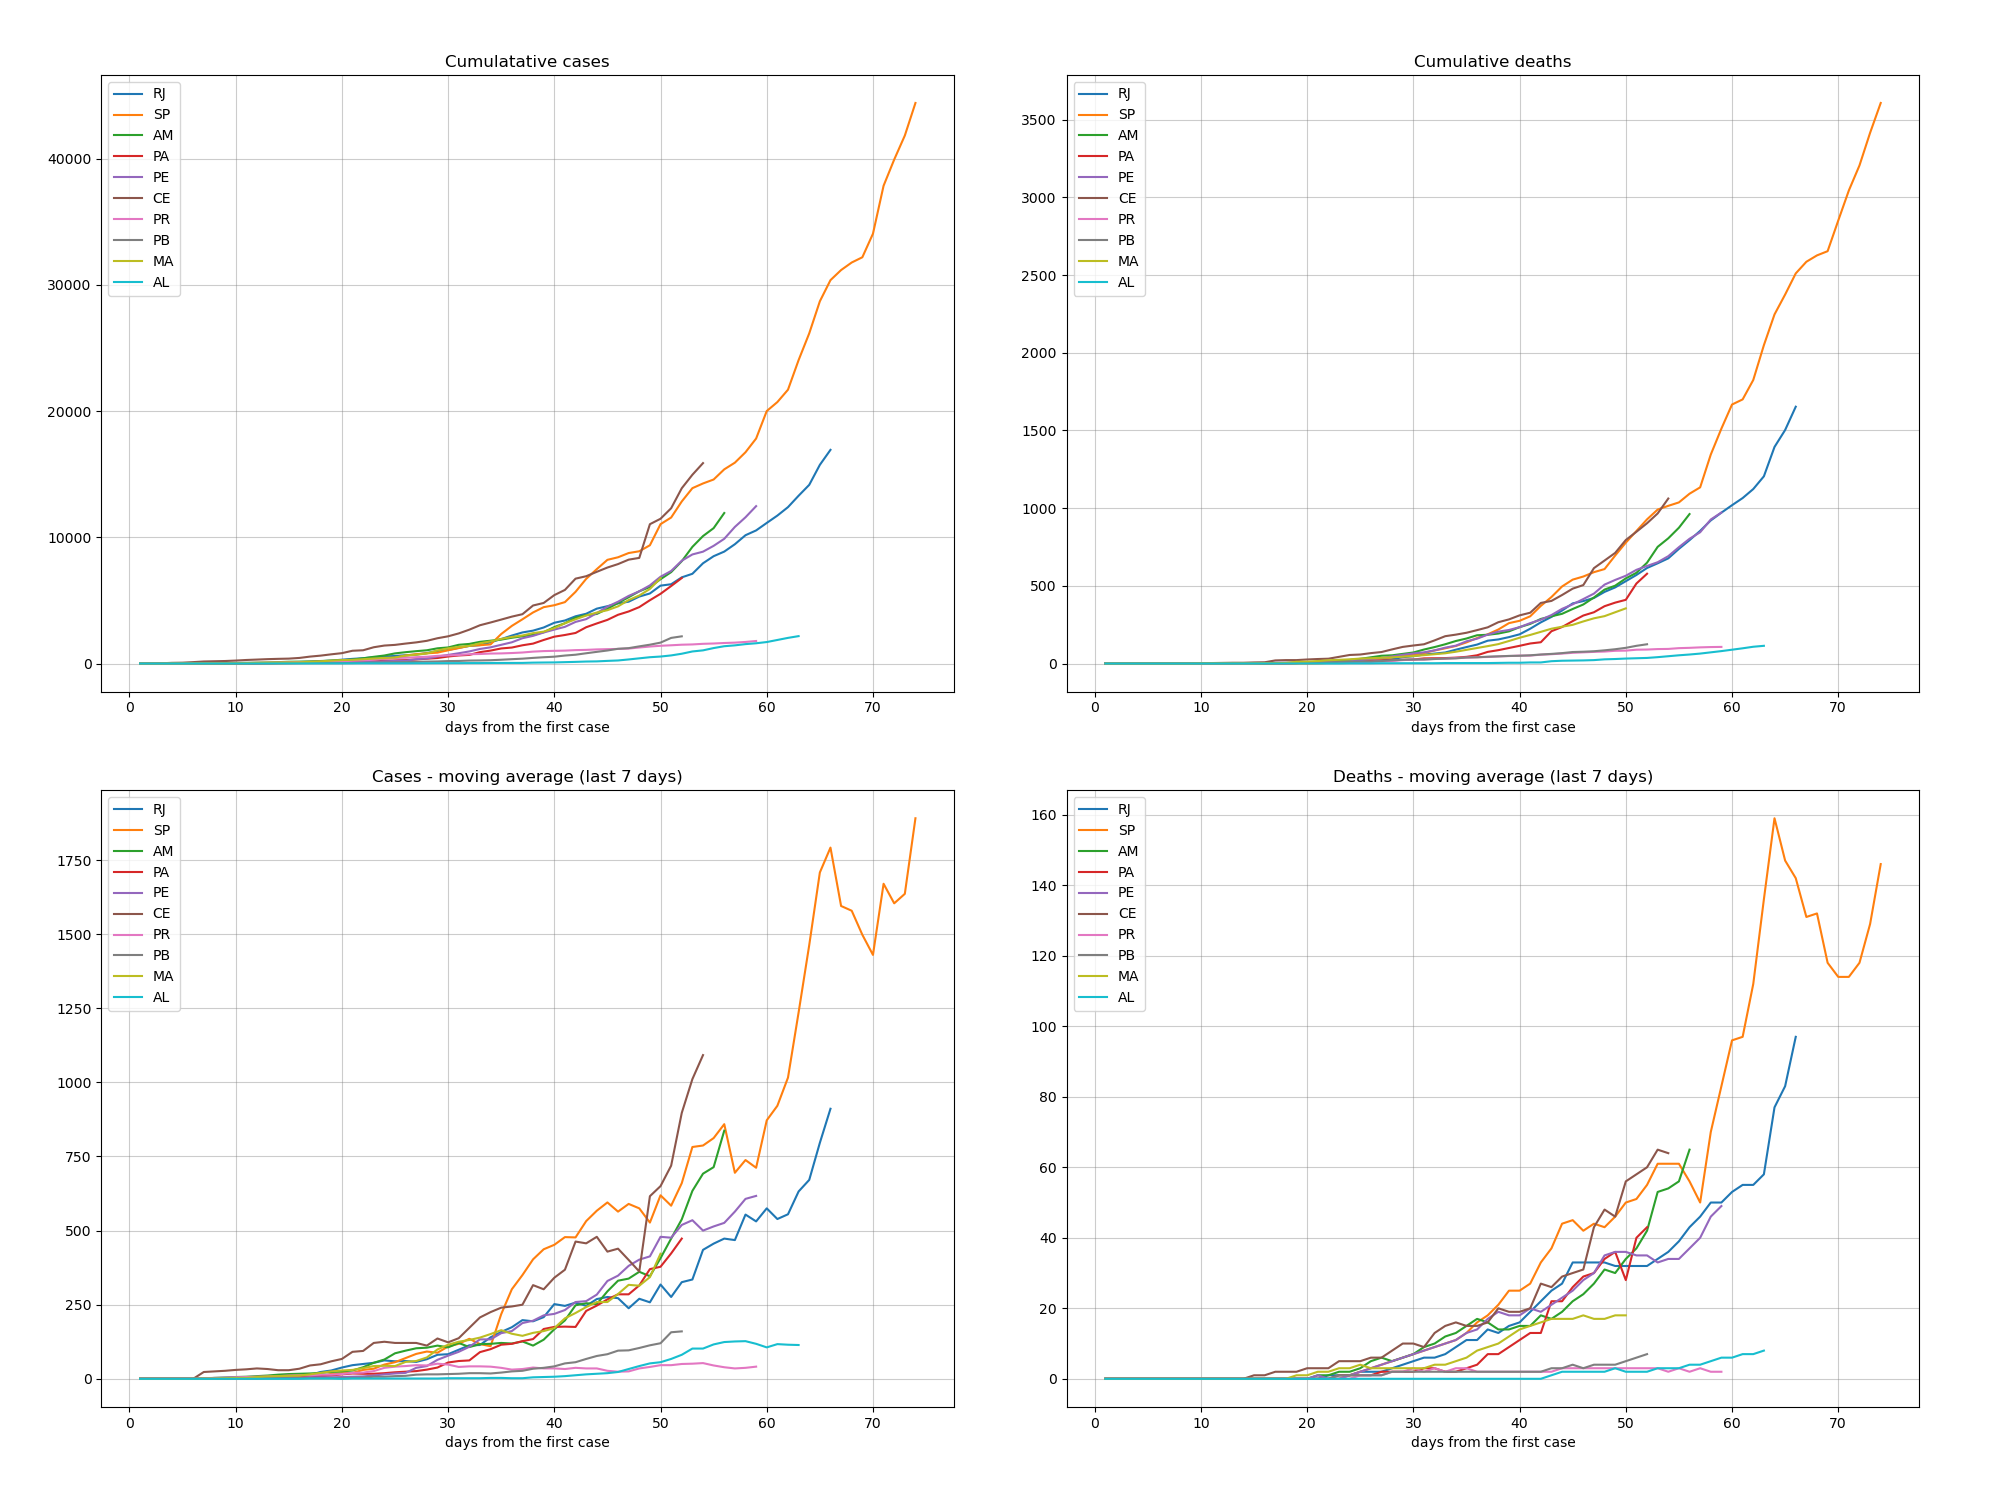 Cumulatative cases
RJ
SP
AM
PA
PE
CE
PR
PB
MA
AL
40000
30000
20000
10000
0
0 10 20 30 40 50 60 70
days from the first case
Cumulative deaths
RJ
SP
AM
PA
PE
CE
PR
PB
MA
AL
3500
3000
2500
2000
1500
1000
500
0
0 10 20 30 40 50 60 70
days from the first case
Cases - moving average (last 7 days)
RJ
SP
AM
PA
PE
CE
PR
PB
MA
AL
1750
1500
1250
1000
750
500
250
0
0 10 20 30 40 50 60 70
days from the first case
Deaths - moving average (last 7 days)
RJ
SP
AM
PA
PE
CE
PR
PB
MA
AL
160
140
120
100
80
60
40
20
0
0 10 20 30 40 50 60 70
days from the first case